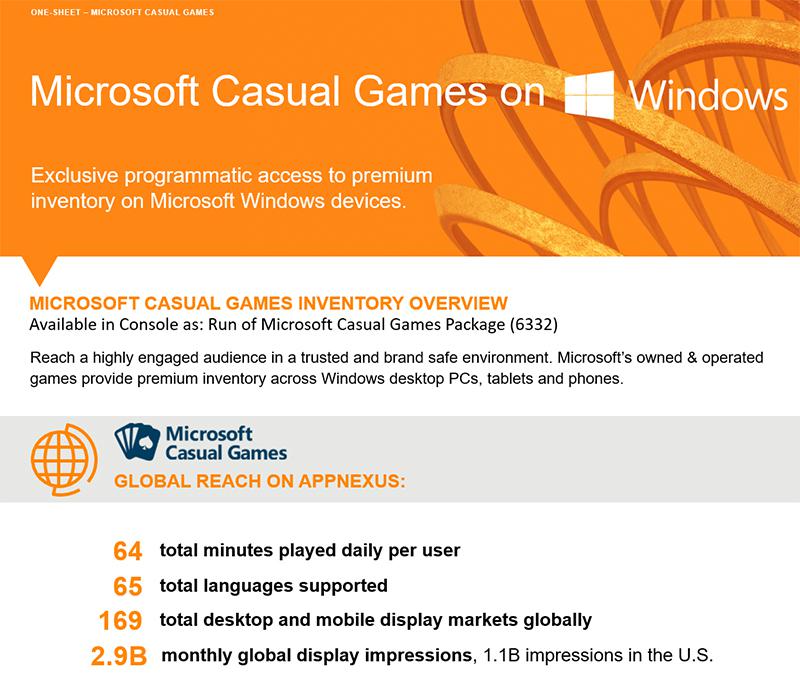 ONE-SHEET – MICROSOFT CASUAL GAMES
Microsoft Casual Games on Windows
Exclusive programmatic access to premium
inventory on Microsoft Windows devices.
MICROSOFT CASUAL GAMES INVENTORY OVERVIEW
Available in Console as: Run of Microsoft Casual Games Package (6332)
Reach a highly engaged audience in a trusted and brand safe environment. Microsoft’s owned & operated
games provide premium inventory across Windows desktop PCs, tablets and phones.
Microsoft
Casual Games
GLOBAL REACH ON APPNEXUS:
64 total minutes played daily per user
65 total languages supported
169 total desktop and mobile display markets globally
2.9B monthly global display impressions, 1.1B impressions in the U.S.